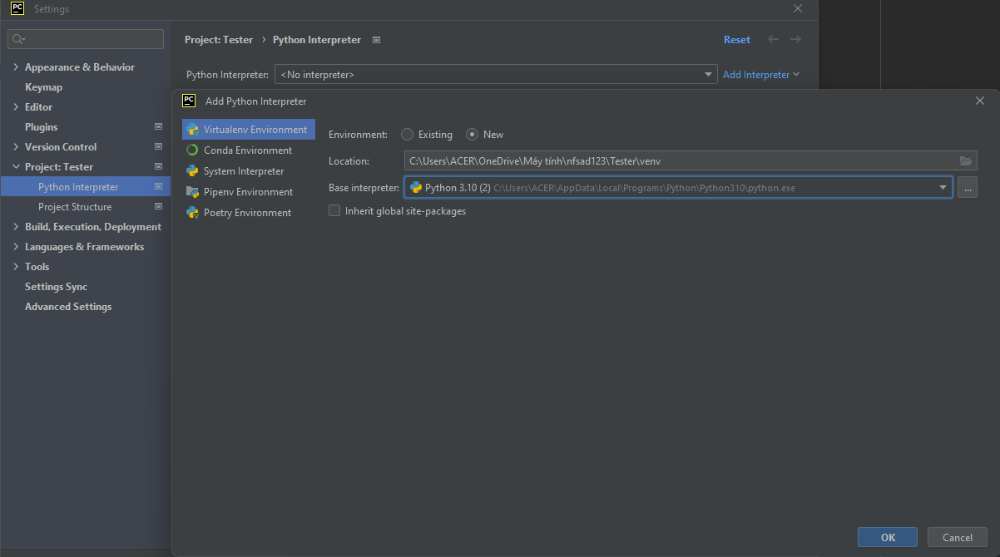 PC Settings
Project: Tester › Python Interpreter Reset
Python Interpreter: <No interpreter> Add Interpreter
Appearance & Behavior
Keymap
Editor
Plugins
Version Control
Project: Tester
Python Interpreter
Project Structure
Build, Execution, Deployment
Languages & Frameworks
Tools
Settings Sync
Advanced Settings
PC Add Python Interpreter
Virtualenv Environment
Conda Environment
System Interpreter
Pipenv Environment
Poetry Environment
Environment: Existing New
Location: C:\Users\ACER\OneDrive\Máy tính\nfsad123\Tester\venv
Base interpreter: Python 3.10 (2) C:\Users\ACER\AppData\Local\Programs\Python\Python310\python.exe ...
Inherit global site-packages
OK Cancel